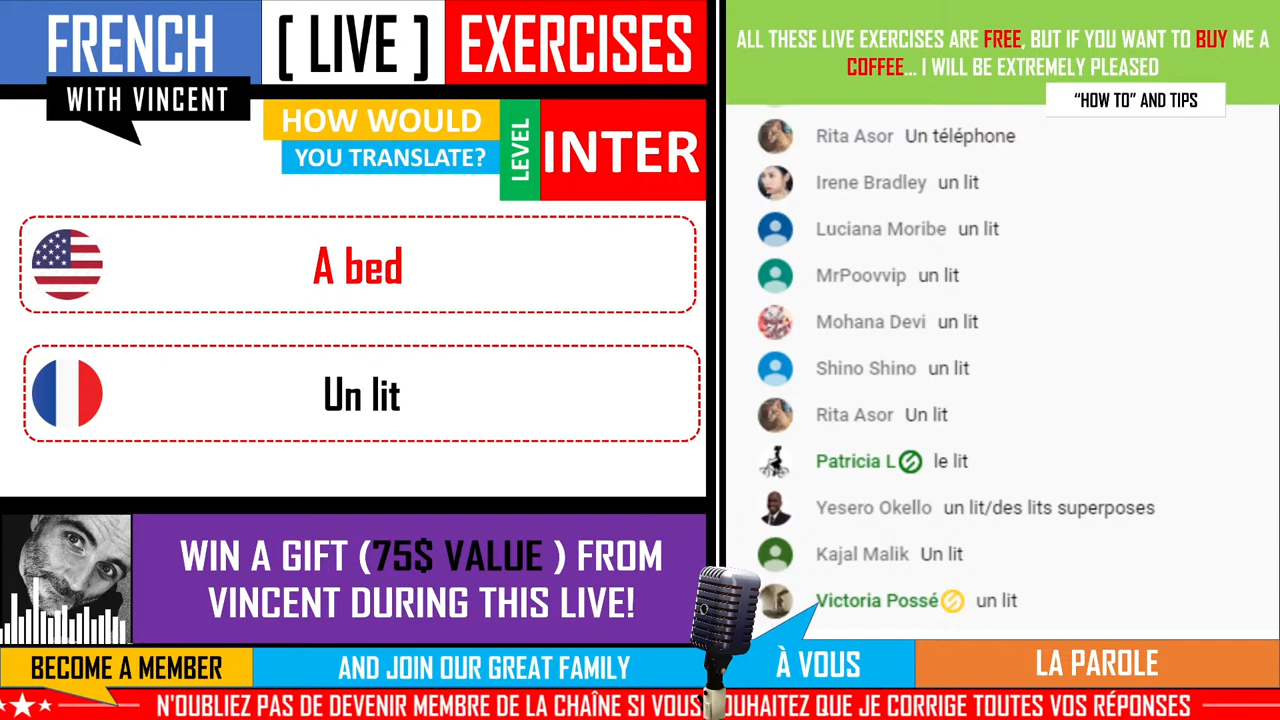 FRENCH
[ LIVE ]
EXERCISES
WITH VINCENT
HOW WOULD
YOU TRANSLATE?
LEVEL
INTER
A bed
Un lit
WIN A GIFT (75$ VALUE ) FROM
VINCENT DURING THIS LIVE!
BECOME A MEMBER
AND JOIN OUR GREAT FAMILY
ALL THESE LIVE EXERCISES ARE FREE, BUT IF YOU WANT TO BUY ME A
COFFEE... I WILL BE EXTREMELY PLEASED
“HOW TO” AND TIPS
Rita Asor Un téléphone
Irene Bradley un lit
Luciana Moribe un lit
MrPoovvip un lit
Mohana Devi un lit
Shino Shino un lit
Rita Asor Un lit
Patricia L le lit
Yesero Okello un lit/des lits superposes
Kajal Malik Un lit
Victoria Possé un lit
À VOUS
LA PAROLE
N'OUBLIEZ PAS DE DEVENIR MEMBRE DE LA CHAÎNE SI VOUS OUHAITEZ QUE JE CORRIGE TOUTES VOS RÉPONSES